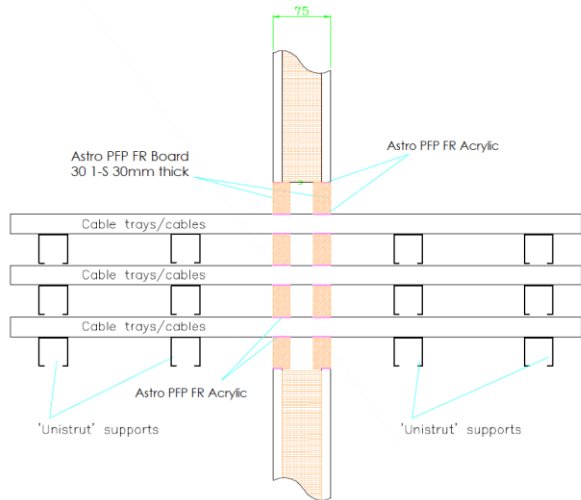 75
Astro PFP FR Board
30 1-S 30mm thick
Astro PFP FR Acrylic
Cable trays/cables
Cable trays/cables
Cable trays/cables
Astro PFP FR Acrylic
'Unistrut' supports
'Unistrut' supports